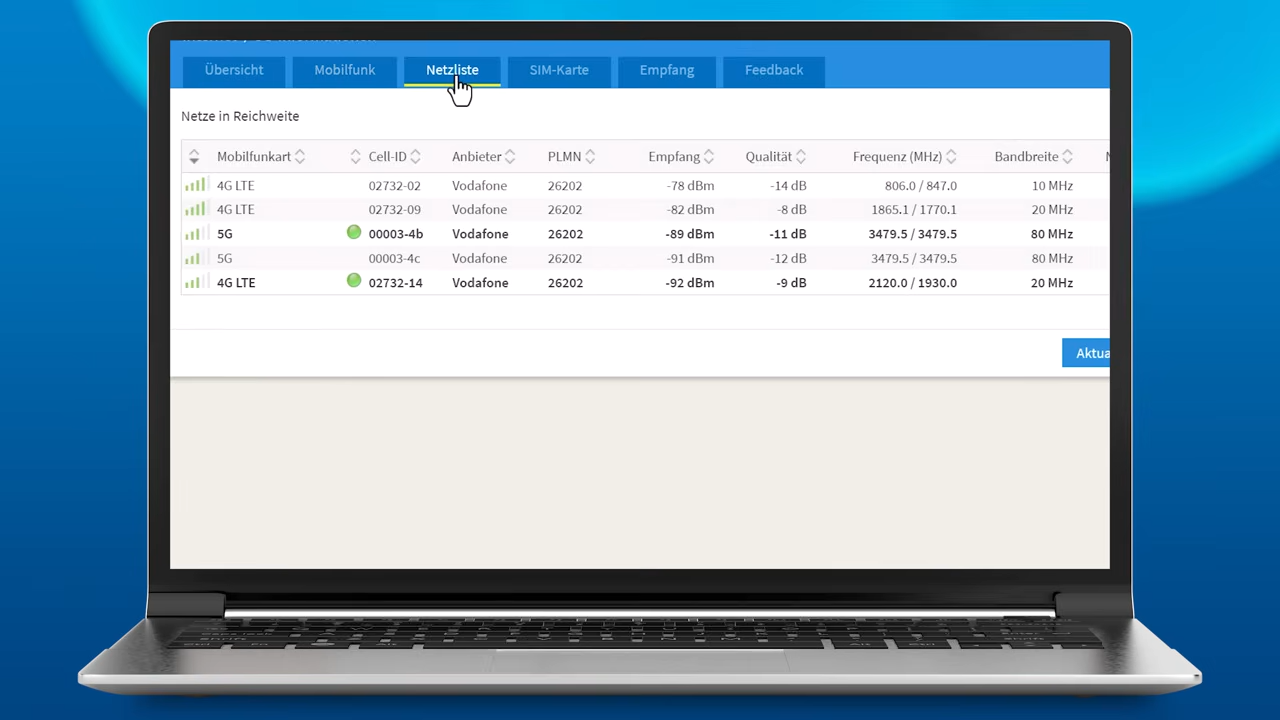 Übersicht Mobilfunk Netzliste SIM-Karte Empfang Feedback
Netze in Reichweite
Mobilfunkart Cell-ID Anbieter PLMN Empfang Qualität Frequenz (MHz) Bandbreite
4G LTE 02732-02 Vodafone 26202 -78 dBm -14 dB 806.0 / 847.0 10 MHz
4G LTE 02732-09 Vodafone 26202 -82 dBm -8 dB 1865.1 / 1770.1 20 MHz
5G 00003-4b Vodafone 26202 -89 dBm -11 dB 3479.5 / 3479.5 80 MHz
5G 00003-4c Vodafone 26202 -91 dBm -12 dB 3479.5 / 3479.5 80 MHz
4G LTE 02732-14 Vodafone 26202 -92 dBm -9 dB 2120.0 / 1930.0 20 MHz
Aktua